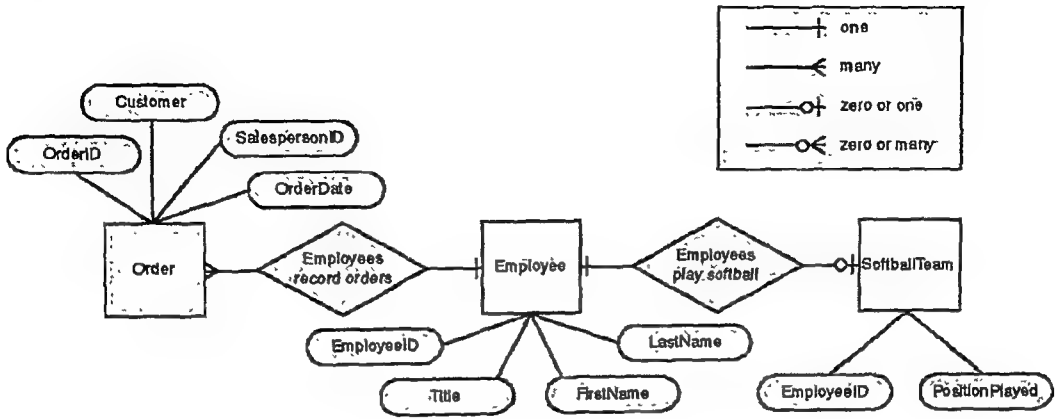 one
many
zero or one
zero or many
Customer
OrderID
SalespersonID
OrderDate
Order
Employees
record orders
Employee
Employees
play softball
SoftballTeam
EmployeeID
LastName
Title
FirstName
EmployeeID
PositionPlayed